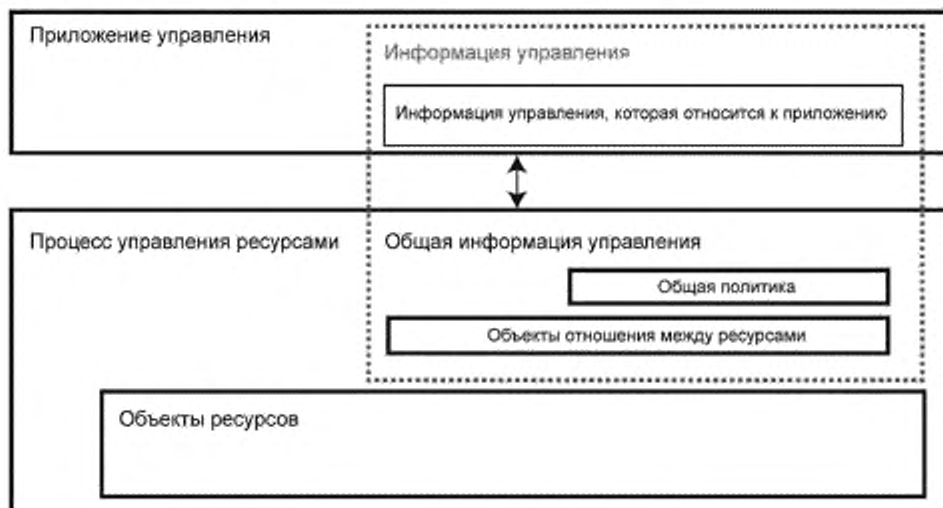 Приложение управления
Информация управления
Информация управления, которая относится к приложению
Процесс управления ресурсами
Общая информация управления
Общая политика
Объекты отношения между ресурсами
Объекты ресурсов